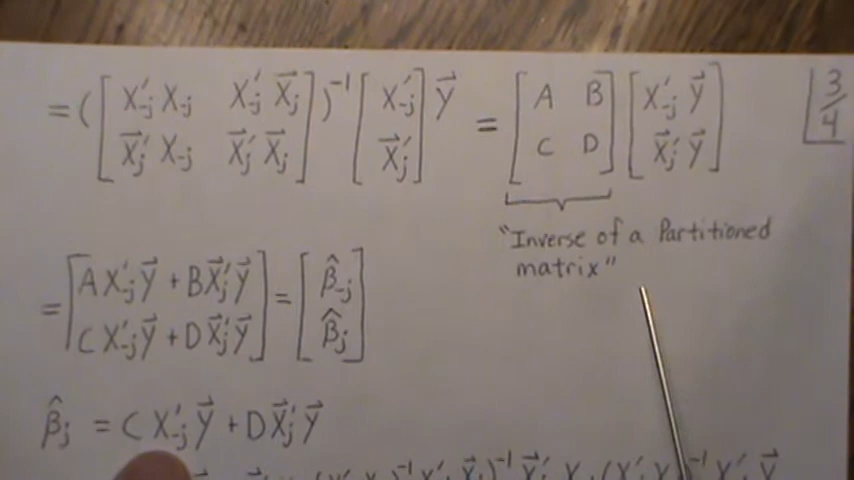 = ( [ X'₋ⱼ X₋ⱼ X'₋ⱼ X⃗ⱼ ] )⁻¹ [ X'₋ⱼ ] Y⃗ = [ A B ] [ X'₋ⱼ Y⃗ ] 3/4
[ X⃗'ⱼ X₋ⱼ X⃗'ⱼ X⃗ⱼ ] [ X⃗'ⱼ ] [ C D ] [ X⃗'ⱼ Y⃗ ]
"Inverse of a Partitioned
matrix"
= [ A X'₋ⱼ Y⃗ + B X⃗'ⱼ Y⃗ ] = [ β̂₋ⱼ ]
[ C X'₋ⱼ Y⃗ + D X⃗'ⱼ Y⃗ ] [ β̂ⱼ ]
β̂ⱼ = C X'₋ⱼ Y⃗ + D X⃗'ⱼ Y⃗